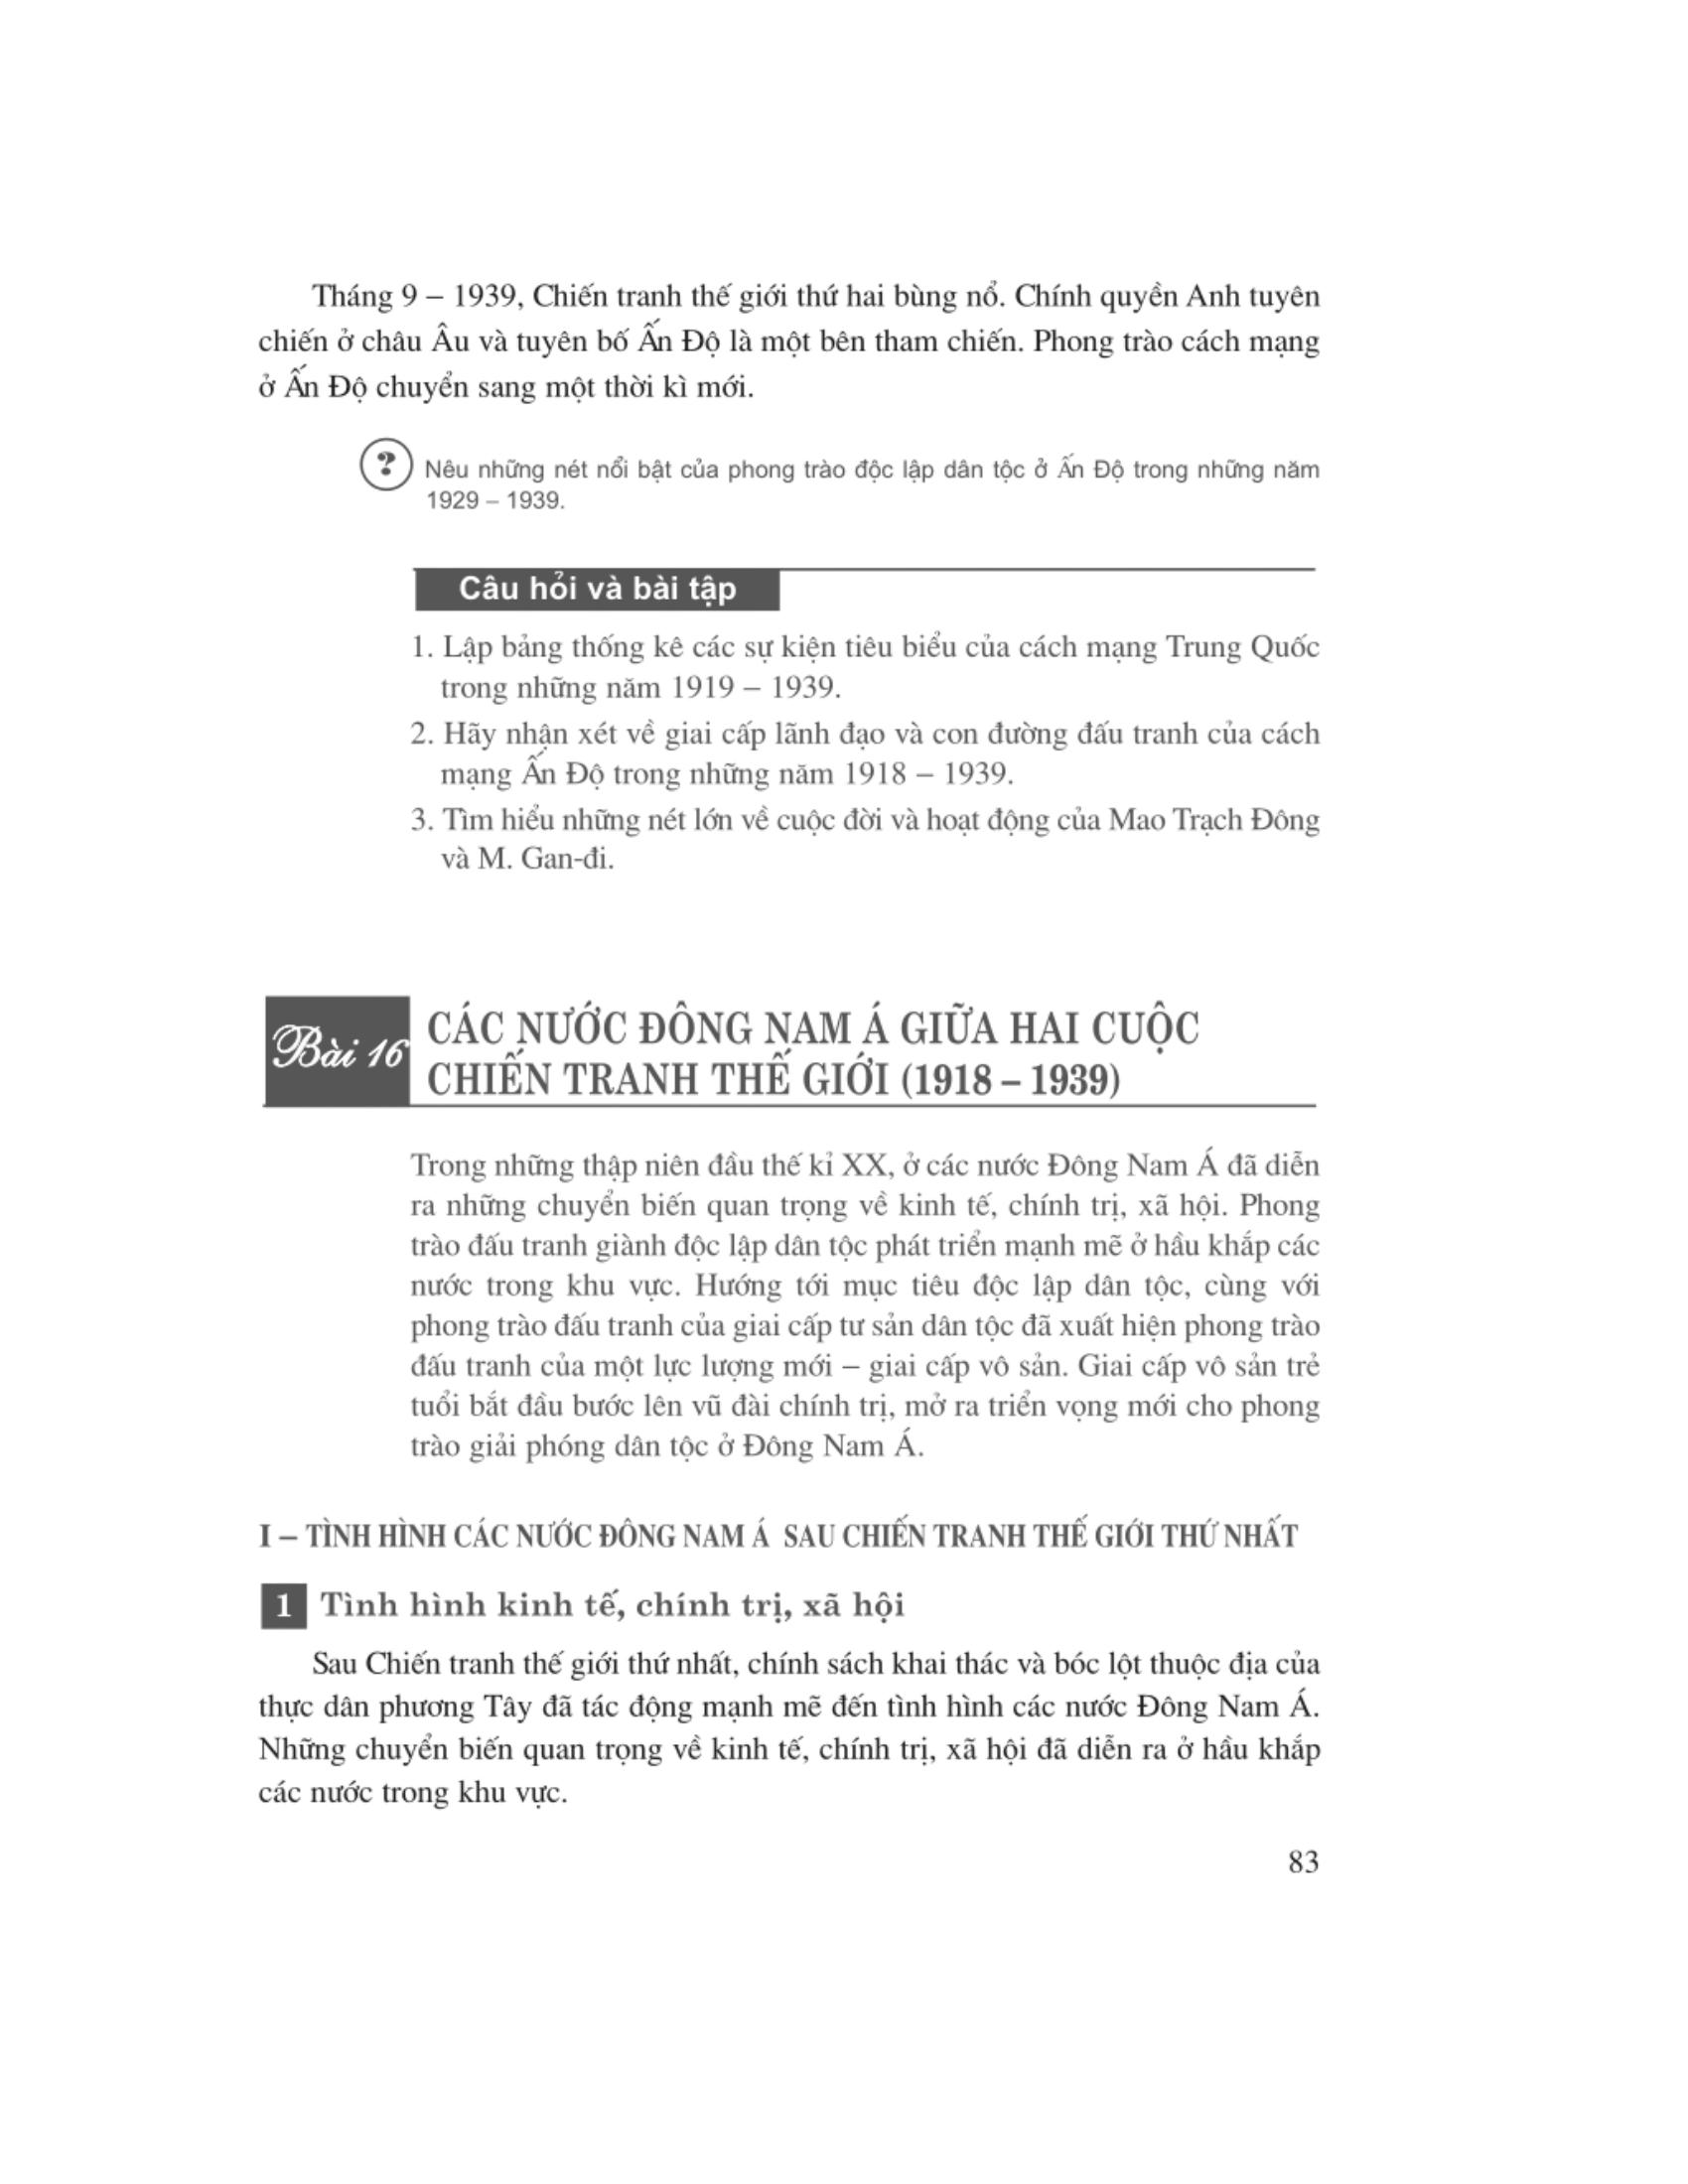 Tháng 9 – 1939, Chiến tranh thế giới thứ hai bùng nổ. Chính quyền Anh tuyên
chiến ở châu Âu và tuyên bố Ấn Độ là một bên tham chiến. Phong trào cách mạng
ở Ấn Độ chuyển sang một thời kì mới.
? Nêu những nét nổi bật của phong trào độc lập dân tộc ở Ấn Độ trong những năm
1929 – 1939.
Câu hỏi và bài tập
1. Lập bảng thống kê các sự kiện tiêu biểu của cách mạng Trung Quốc
trong những năm 1919 – 1939.
2. Hãy nhận xét về giai cấp lãnh đạo và con đường đấu tranh của cách
mạng Ấn Độ trong những năm 1918 – 1939.
3. Tìm hiểu những nét lớn về cuộc đời và hoạt động của Mao Trạch Đông
và M. Gan-đi.
Bài 16
CÁC NƯỚC ĐÔNG NAM Á GIỮA HAI CUỘC
CHIẾN TRANH THẾ GIỚI (1918 – 1939)
Trong những thập niên đầu thế kỉ XX, ở các nước Đông Nam Á đã diễn
ra những chuyển biến quan trọng về kinh tế, chính trị, xã hội. Phong
trào đấu tranh giành độc lập dân tộc phát triển mạnh mẽ ở hầu khắp các
nước trong khu vực. Hướng tới mục tiêu độc lập dân tộc, cùng với
phong trào đấu tranh của giai cấp tư sản dân tộc đã xuất hiện phong trào
đấu tranh của một lực lượng mới – giai cấp vô sản. Giai cấp vô sản trẻ
tuổi bắt đầu bước lên vũ đài chính trị, mở ra triển vọng mới cho phong
trào giải phóng dân tộc ở Đông Nam Á.
I – TÌNH HÌNH CÁC NƯỚC ĐÔNG NAM Á SAU CHIẾN TRANH THẾ GIỚI THỨ NHẤT
1 Tình hình kinh tế, chính trị, xã hội
Sau Chiến tranh thế giới thứ nhất, chính sách khai thác và bóc lột thuộc địa của
thực dân phương Tây đã tác động mạnh mẽ đến tình hình các nước Đông Nam Á.
Những chuyển biến quan trọng về kinh tế, chính trị, xã hội đã diễn ra ở hầu khắp
các nước trong khu vực.
83